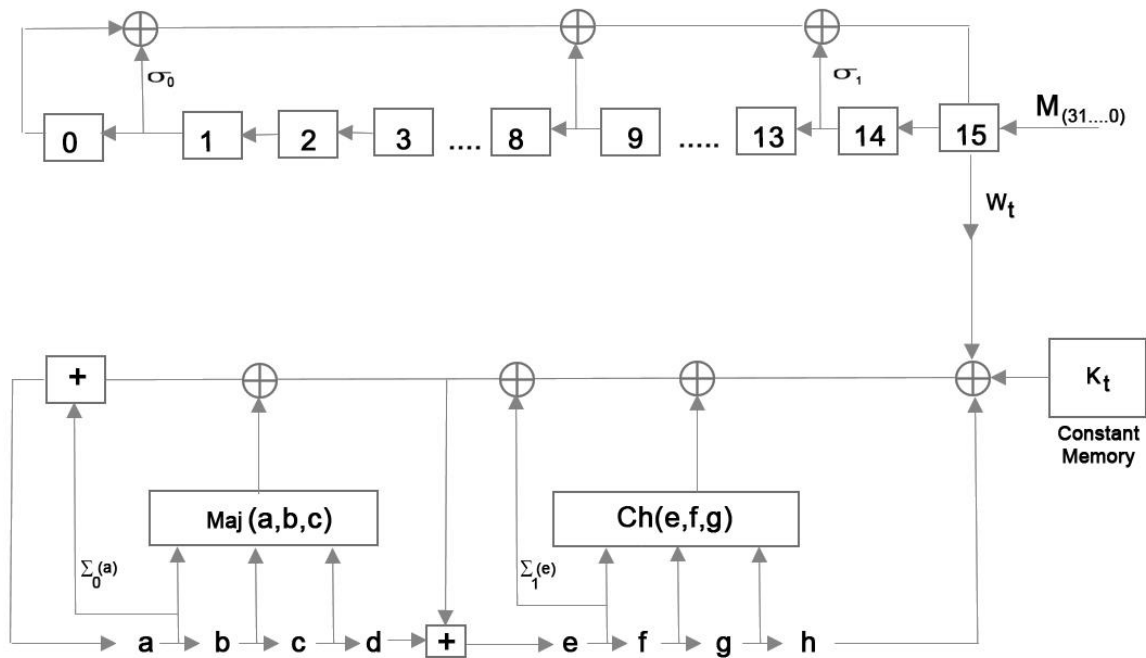 σ₀ σ₁
0 1 2 3 .... 8 9 ..... 13 14 15 M(31....0)
Wt
+ Kt
Constant
Memory
Maj (a,b,c) Ch(e,f,g)
Σ₀(a) Σ₁(e)
a b c d + e f g h